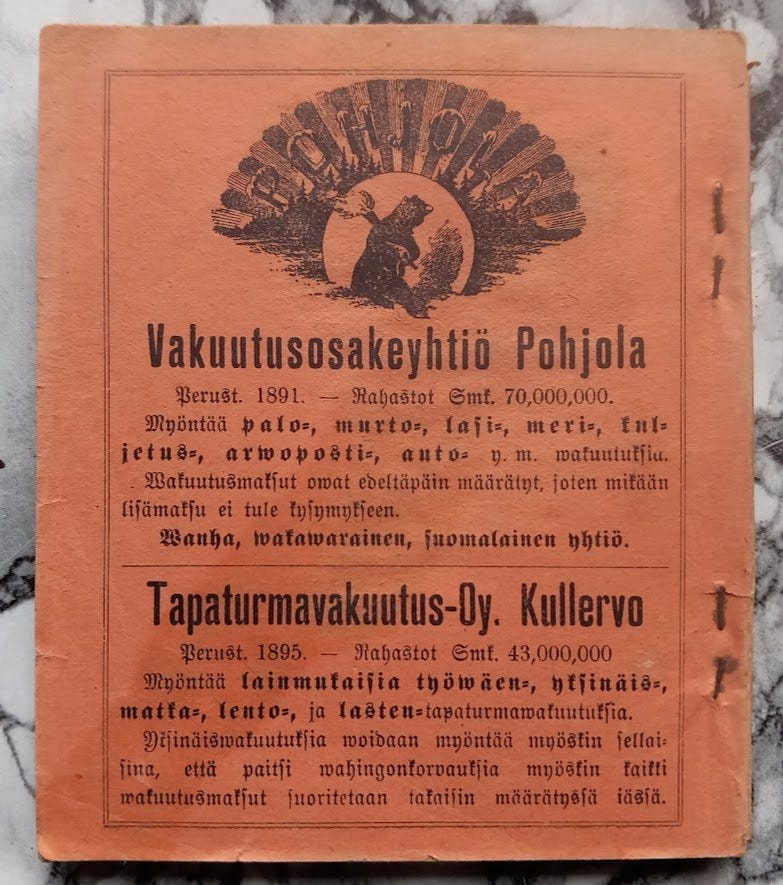 POHJOLA
Vakuutusosakeyhtiö Pohjola
Perust. 1891. — Rahastot Smk. 70,000,000.
Myöntää palo-, murto-, lasi-, meri-, kul-
jetus-, arwoposti-, auto- y. m. wakuutuksia.
Wakuutusmaksut owat edeltäpäin määrätyt, joten mikään
lisämaksu ei tule kysymykseen.
Wanha, wakawarainen, suomalainen yhtiö.
Tapaturmavakuutus-Oy. Kullervo
Perust. 1895. — Rahastot Smk. 43,000,000
Myöntää lainmukaisia työwäen-, yksinäis-,
matka-, lento-, ja lasten-tapaturmawakuutuksia.
Yksinäiswakuutuksia woidaan myöntää myöskin sellai-
sina, että paitsi wahingonkorvauksia myöskin kaikki
wakuutusmaksut suoritetaan takaisin määrätyssä iässä.